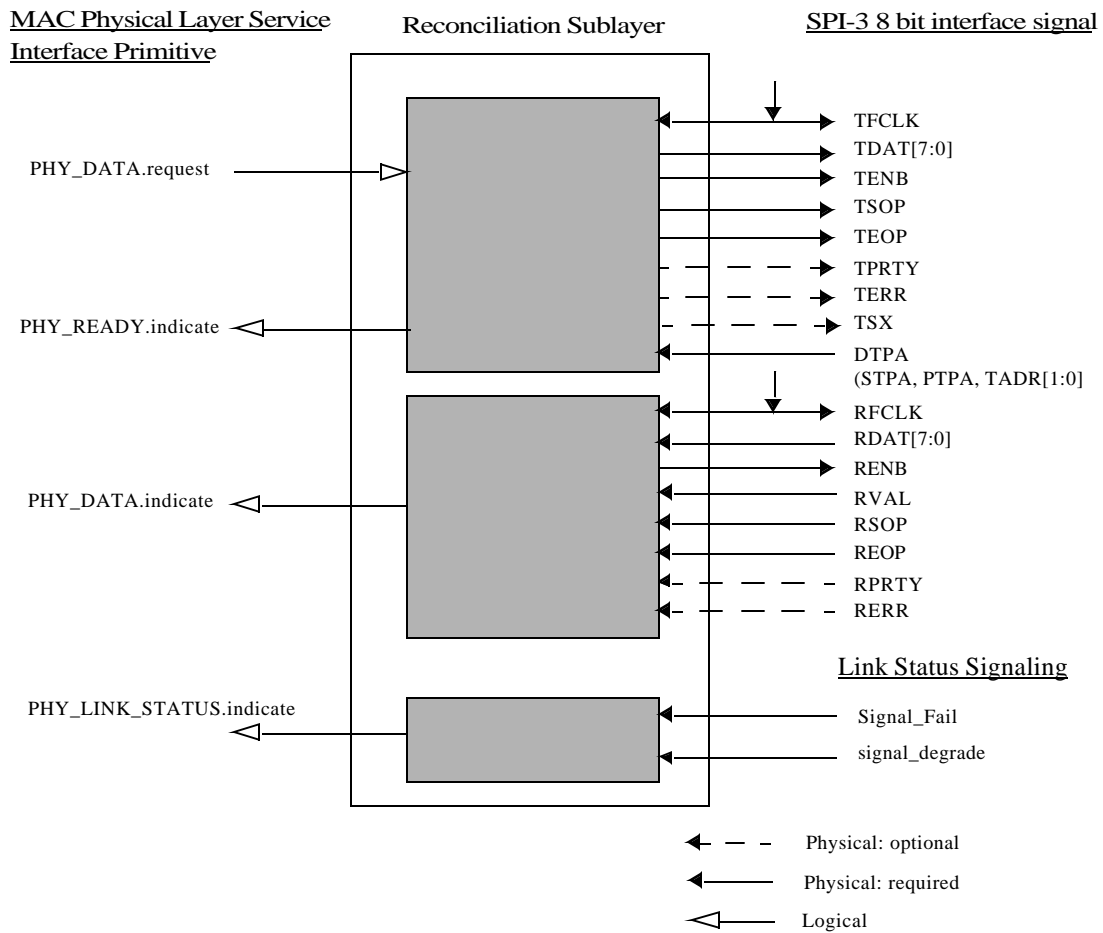 MAC Physical Layer Service
Interface Primitive
Reconciliation Sublayer
SPI-3 8 bit interface signal
PHY_DATA.request
PHY_READY.indicate
TFCLK
TDAT[7:0]
TENB
TSOP
TEOP
TPRTY
TERR
TSX
DTPA
(STPA, PTPA, TADR[1:0]
PHY_DATA.indicate
RFCLK
RDAT[7:0]
RENB
RVAL
RSOP
REOP
RPRTY
RERR
Link Status Signaling
PHY_LINK_STATUS.indicate
Signal_Fail
signal_degrade
Physical: optional
Physical: required
Logical